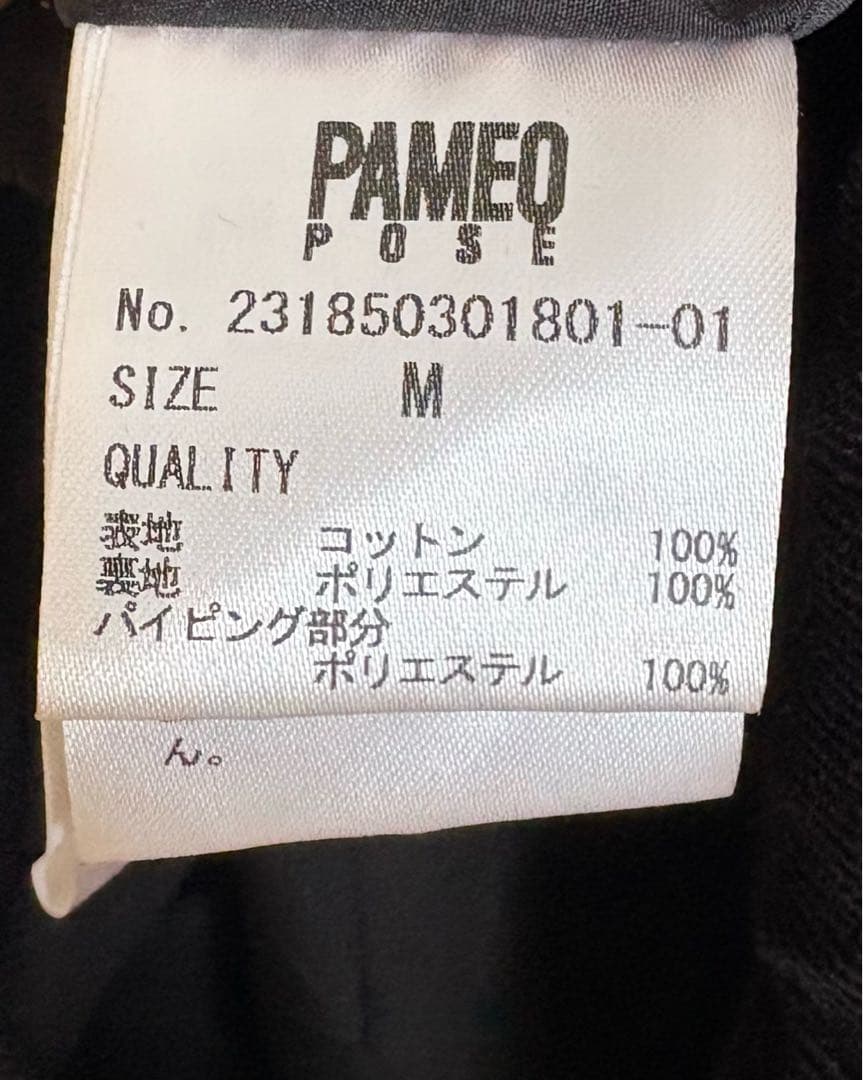 PAMEO
POSE
No. 231850301801-01
SIZE M
QUALITY
表地 コットン 100%
裏地 ポリエステル 100%
パイピング部分
ポリエステル 100%
ん。